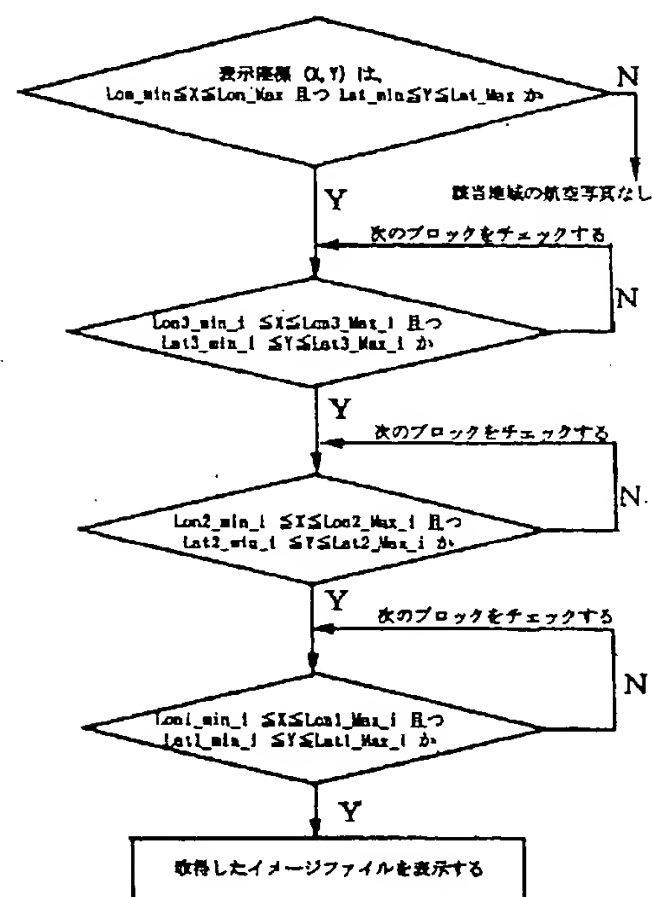 表示座標 (X, Y) は、
Lon_min≦X≦Lon_Max 且つ Lat_min≦Y≦Lat_Max か
N
該当地域の航空写真なし
Y
次のブロックをチェックする
Lon3_min_i ≦X≦Lon3_Max_i 且つ
Lat3_min_i ≦Y≦Lat3_Max_i か
N
Y
次のブロックをチェックする
Lon2_min_i ≦X≦Lon2_Max_i 且つ
Lat2_min_i ≦Y≦Lat2_Max_i か
N
Y
次のブロックをチェックする
Lon1_min_i ≦X≦Lon1_Max_i 且つ
Lat1_min_i ≦Y≦Lat1_Max_i か
N
Y
取得したイメージファイルを表示する